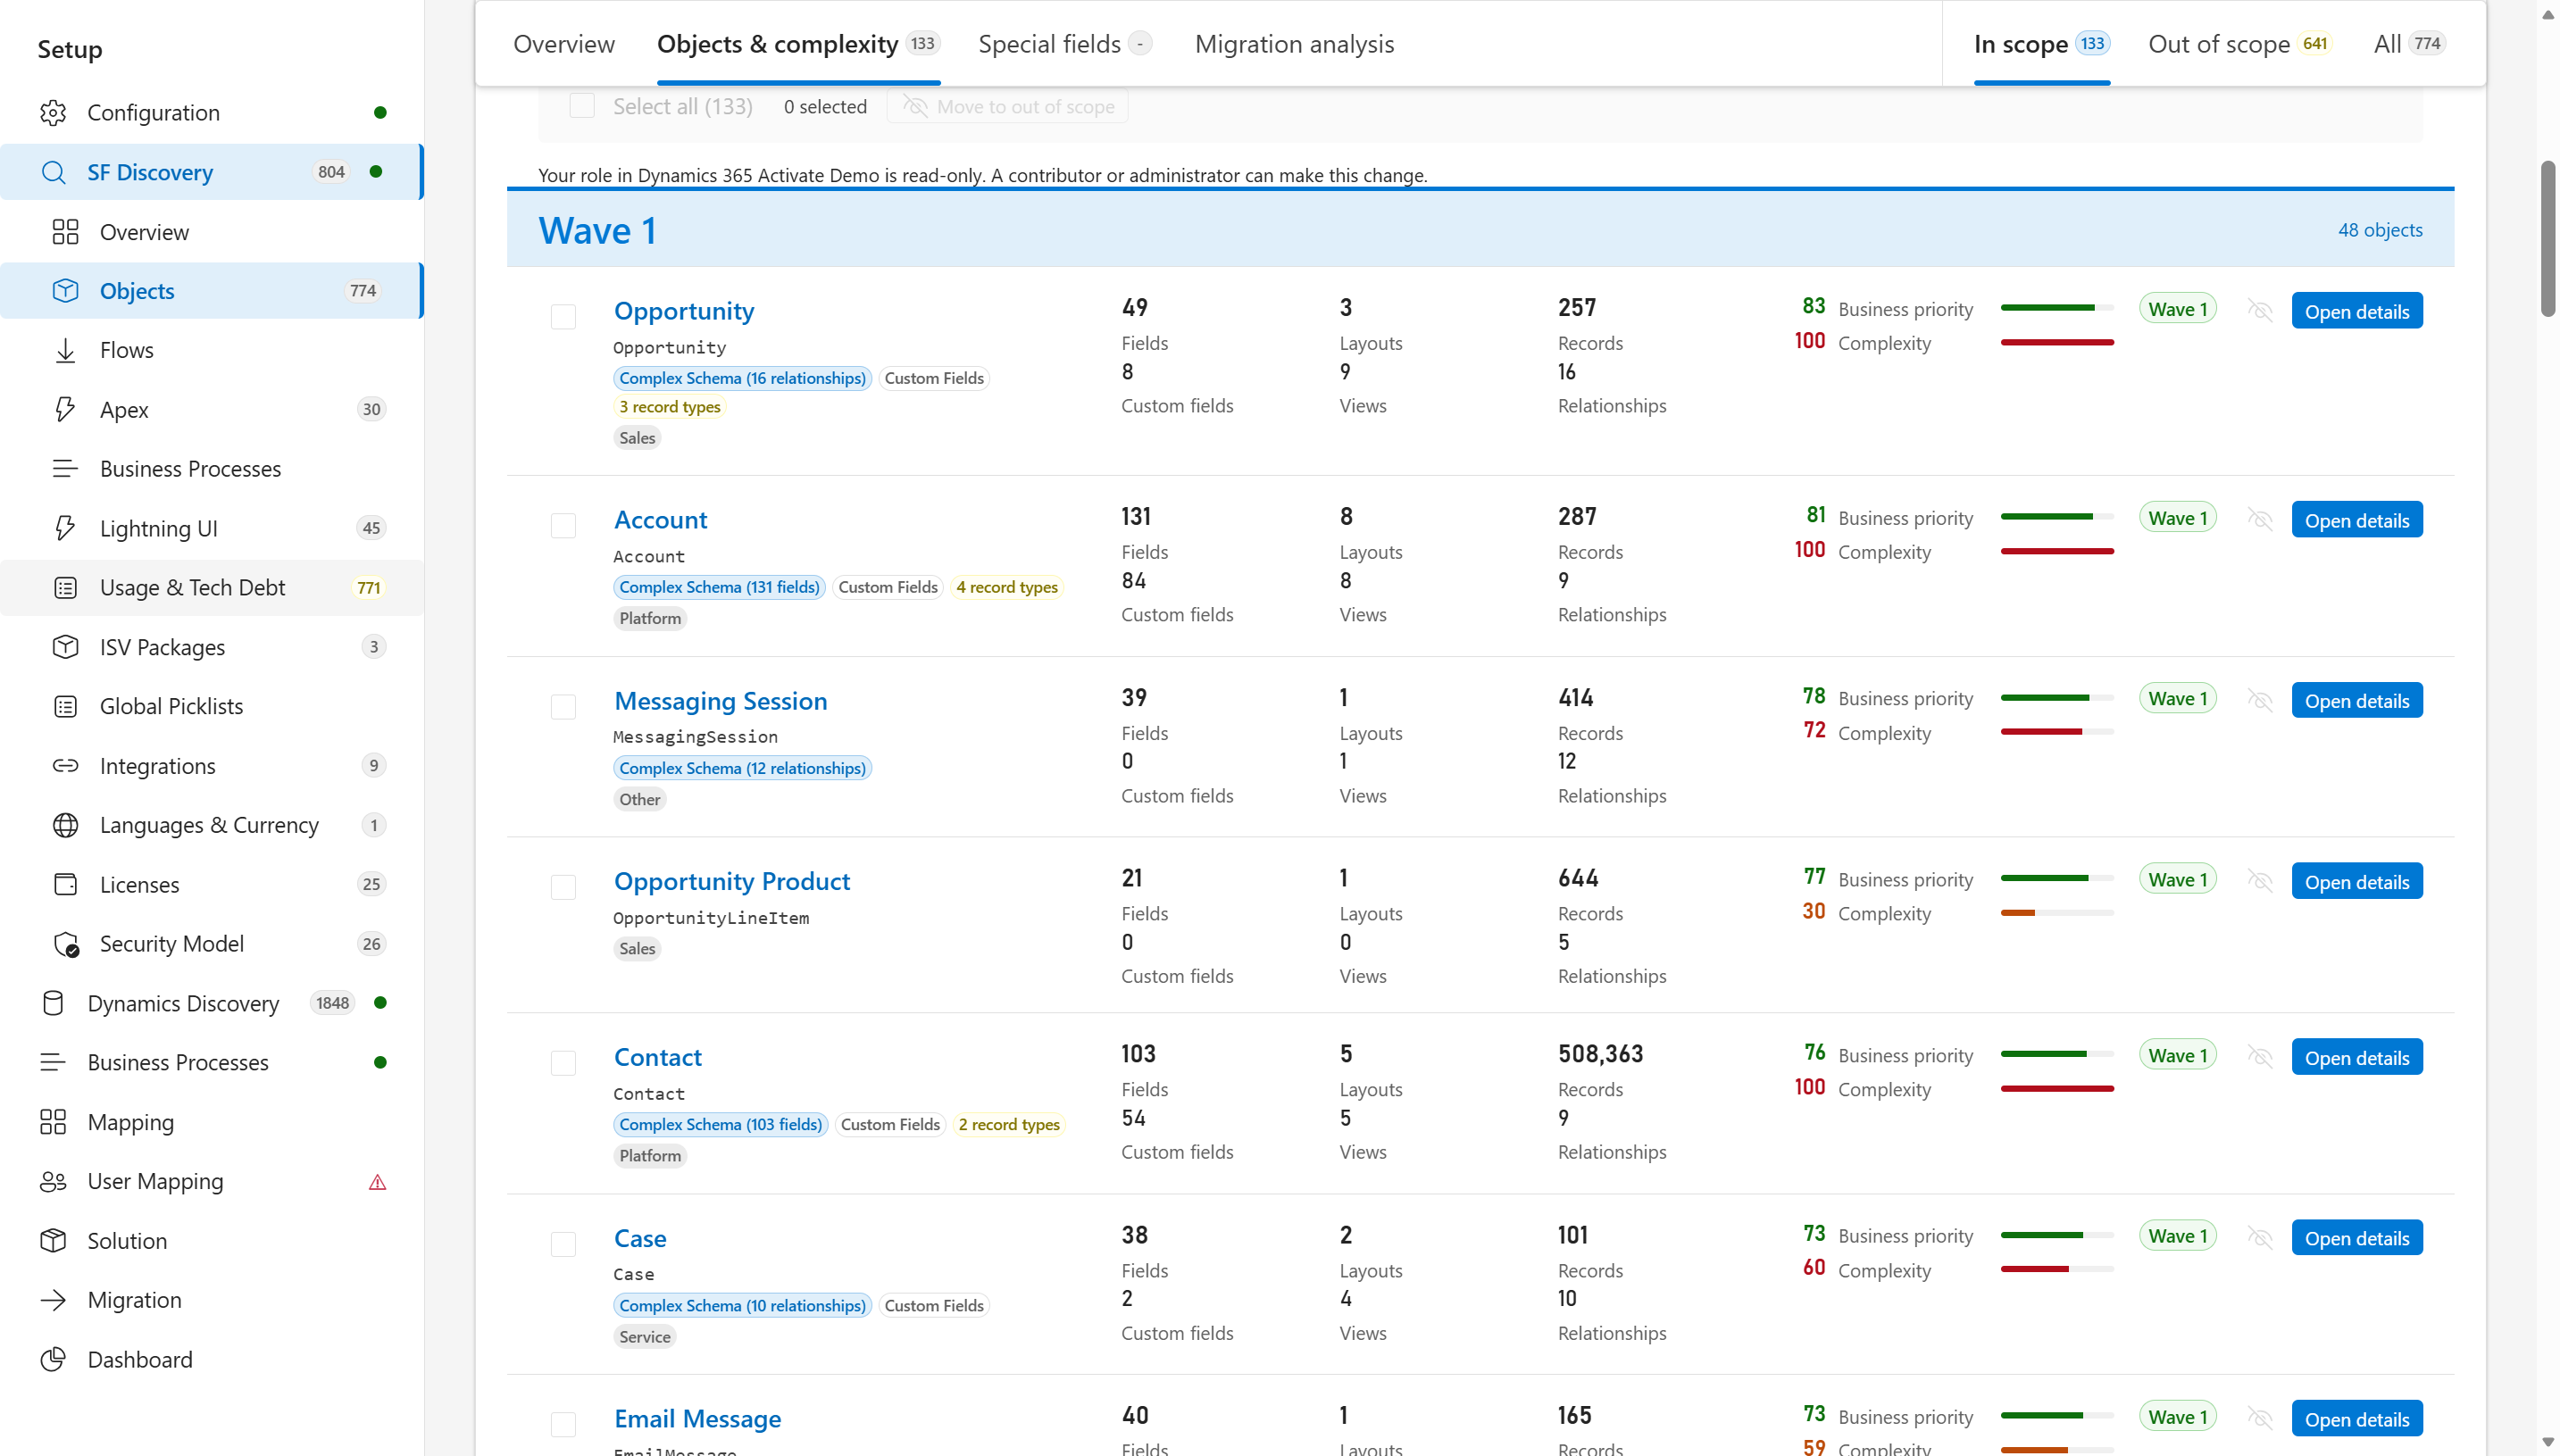 Setup
Configuration
SF Discovery 804
Overview
Objects 774
Flows
Apex 30
Business Processes
Lightning UI 45
Usage & Tech Debt 771
ISV Packages 3
Global Picklists
Integrations 9
Languages & Currency 1
Licenses 25
Security Model 26
Dynamics Discovery 1848
Business Processes
Mapping
User Mapping
Solution
Migration
Dashboard
Overview Objects & complexity 133 Special fields - Migration analysis In scope 133 Out of scope 641 All 774
Select all (133) 0 selected Move to out of scope
Your role in Dynamics 365 Activate Demo is read-only. A contributor or administrator can make this change.
Wave 1 48 objects
Opportunity 49 3 257 83 Business priority Wave 1 Open details
Opportunity Fields Layouts Records 100 Complexity
Complex Schema (16 relationships) Custom Fields 8 9 16
3 record types Custom fields Views Relationships
Sales
Account 131 8 287 81 Business priority Wave 1 Open details
Account Fields Layouts Records 100 Complexity
Complex Schema (131 fields) Custom Fields 4 record types 84 8 9
Platform Custom fields Views Relationships
Messaging Session 39 1 414 78 Business priority Wave 1 Open details
MessagingSession Fields Layouts Records 72 Complexity
Complex Schema (12 relationships) 0 1 12
Other Custom fields Views Relationships
Opportunity Product 21 1 644 77 Business priority Wave 1 Open details
OpportunityLineItem Fields Layouts Records 30 Complexity
Sales 0 0 5
Custom fields Views Relationships
Contact 103 5 508,363 76 Business priority Wave 1 Open details
Contact Fields Layouts Records 100 Complexity
Complex Schema (103 fields) Custom Fields 2 record types 54 5 9
Platform Custom fields Views Relationships
Case 38 2 101 73 Business priority Wave 1 Open details
Case Fields Layouts Records 60 Complexity
Complex Schema (10 relationships) Custom Fields 2 4 10
Service Custom fields Views Relationships
Email Message 40 1 165 73 Business priority Wave 1 Open details
EmailMessage Fields Layouts Records 59 Complexity